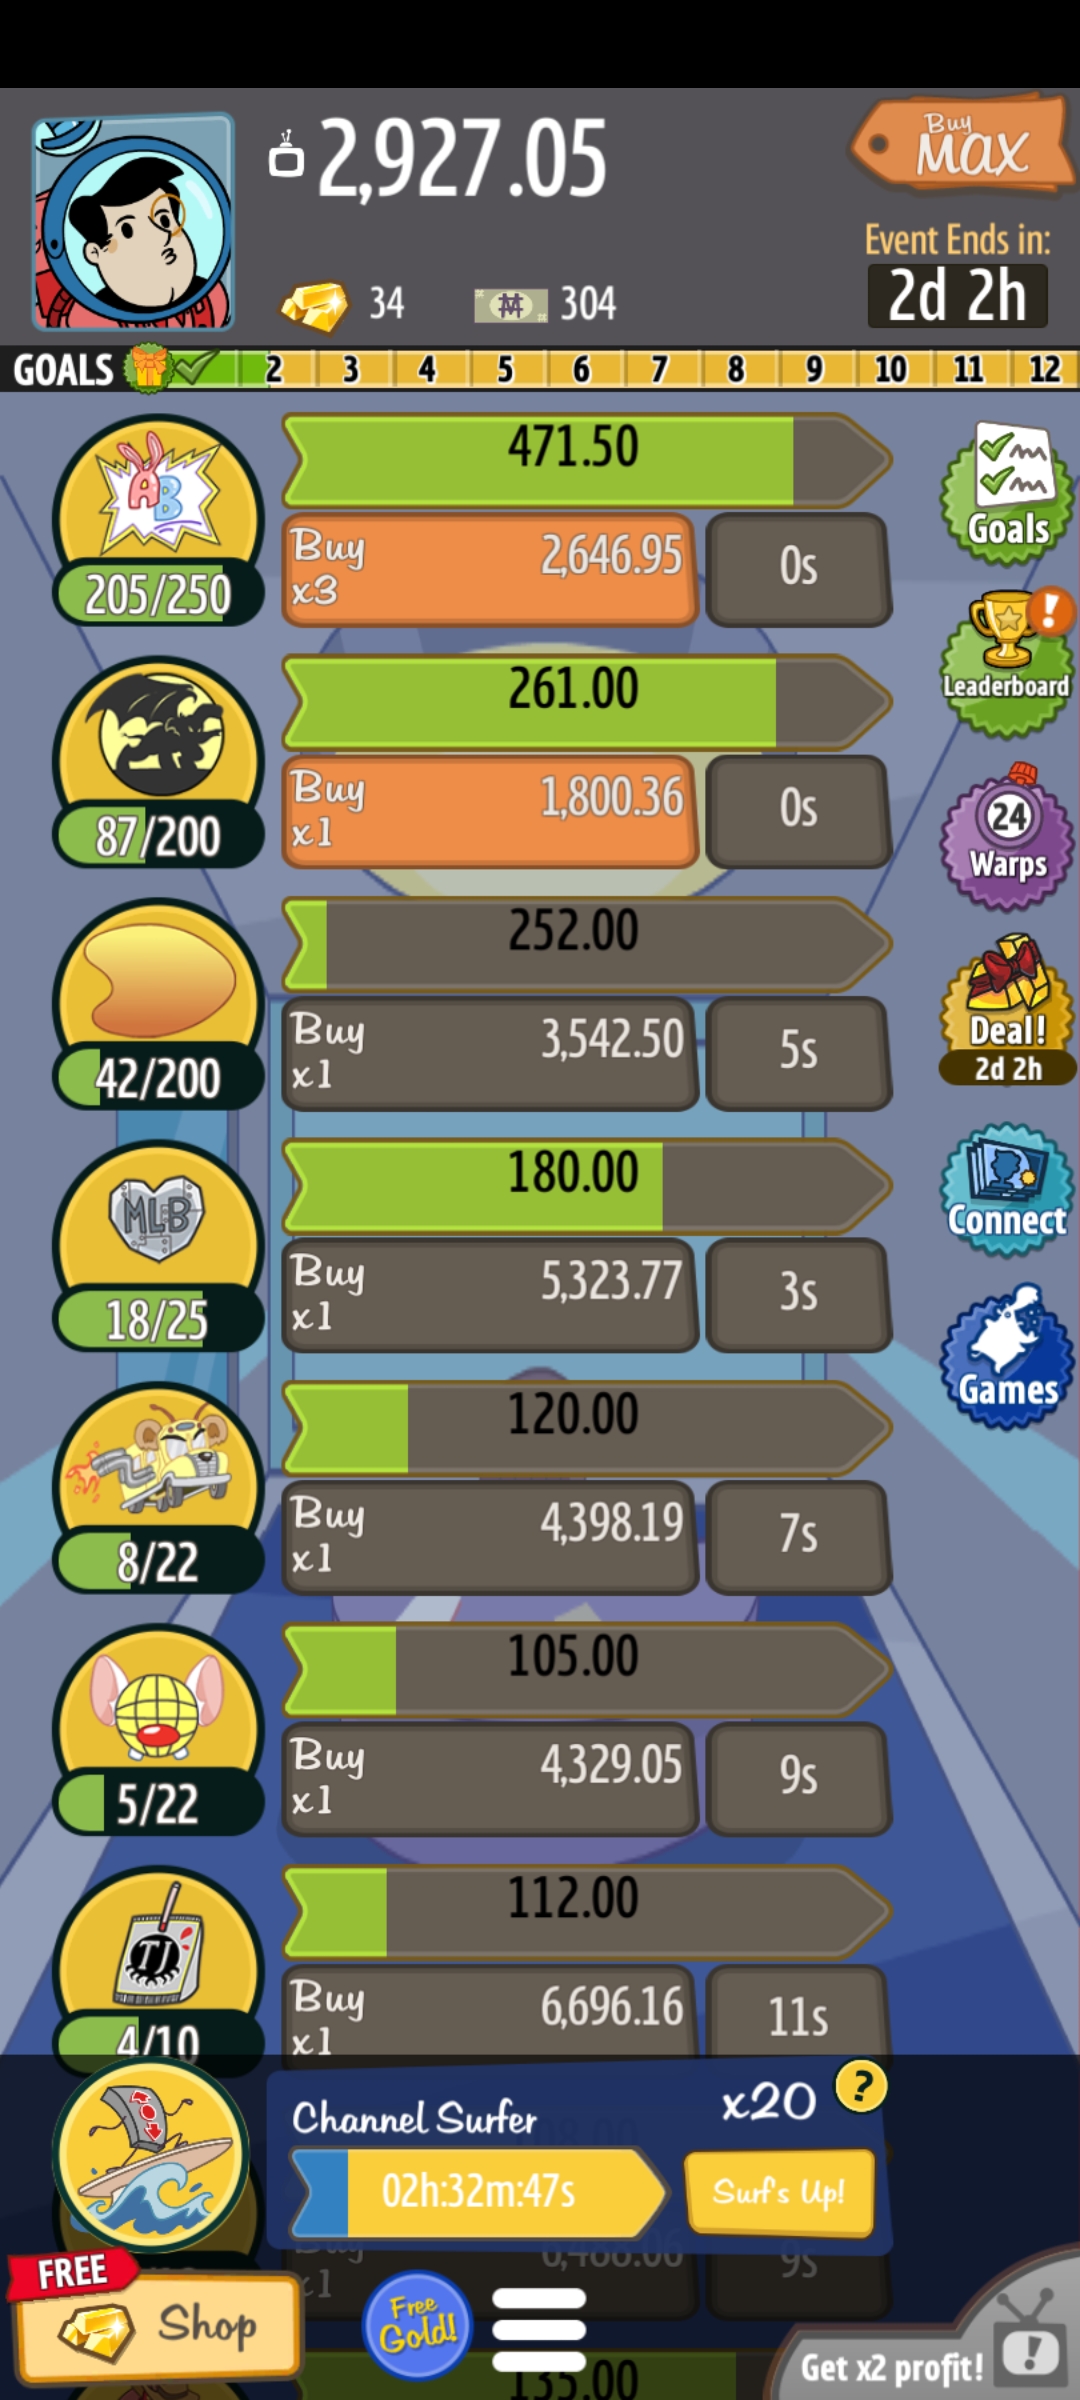 2,927.05
Buy
MAX
34
304
Event Ends in:
2d 2h
GOALS 2 3 4 5 6 7 8 9 10 11 12
AB
471.50
205/250
Buy
x3
2,646.95
0s
Goals
261.00
87/200
Buy
x1
1,800.36
0s
Leaderboard
!
252.00
42/200
Buy
x1
3,542.50
5s
24
Warps
Deal!
2d 2h
MLB
180.00
18/25
Buy
x1
5,323.77
3s
Connect
120.00
8/22
Buy
x1
4,398.19
7s
Games
105.00
5/22
Buy
x1
4,329.05
9s
TJ
112.00
4/10
Buy
x1
6,696.16
11s
Channel Surfer
x20
?
02h:32m:47s
Surf's Up!
Buy
x1
6,488.06
9s
FREE
Shop
Free
Gold!
135.00
Get x2 profit!
!